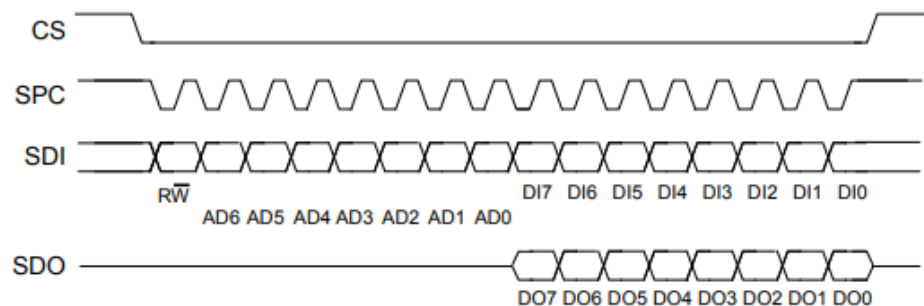 CS
SPC
SDI
RW̅ DI7 DI6 DI5 DI4 DI3 DI2 DI1 DI0
AD6 AD5 AD4 AD3 AD2 AD1 AD0
SDO
DO7 DO6 DO5 DO4 DO3 DO2 DO1 DO0